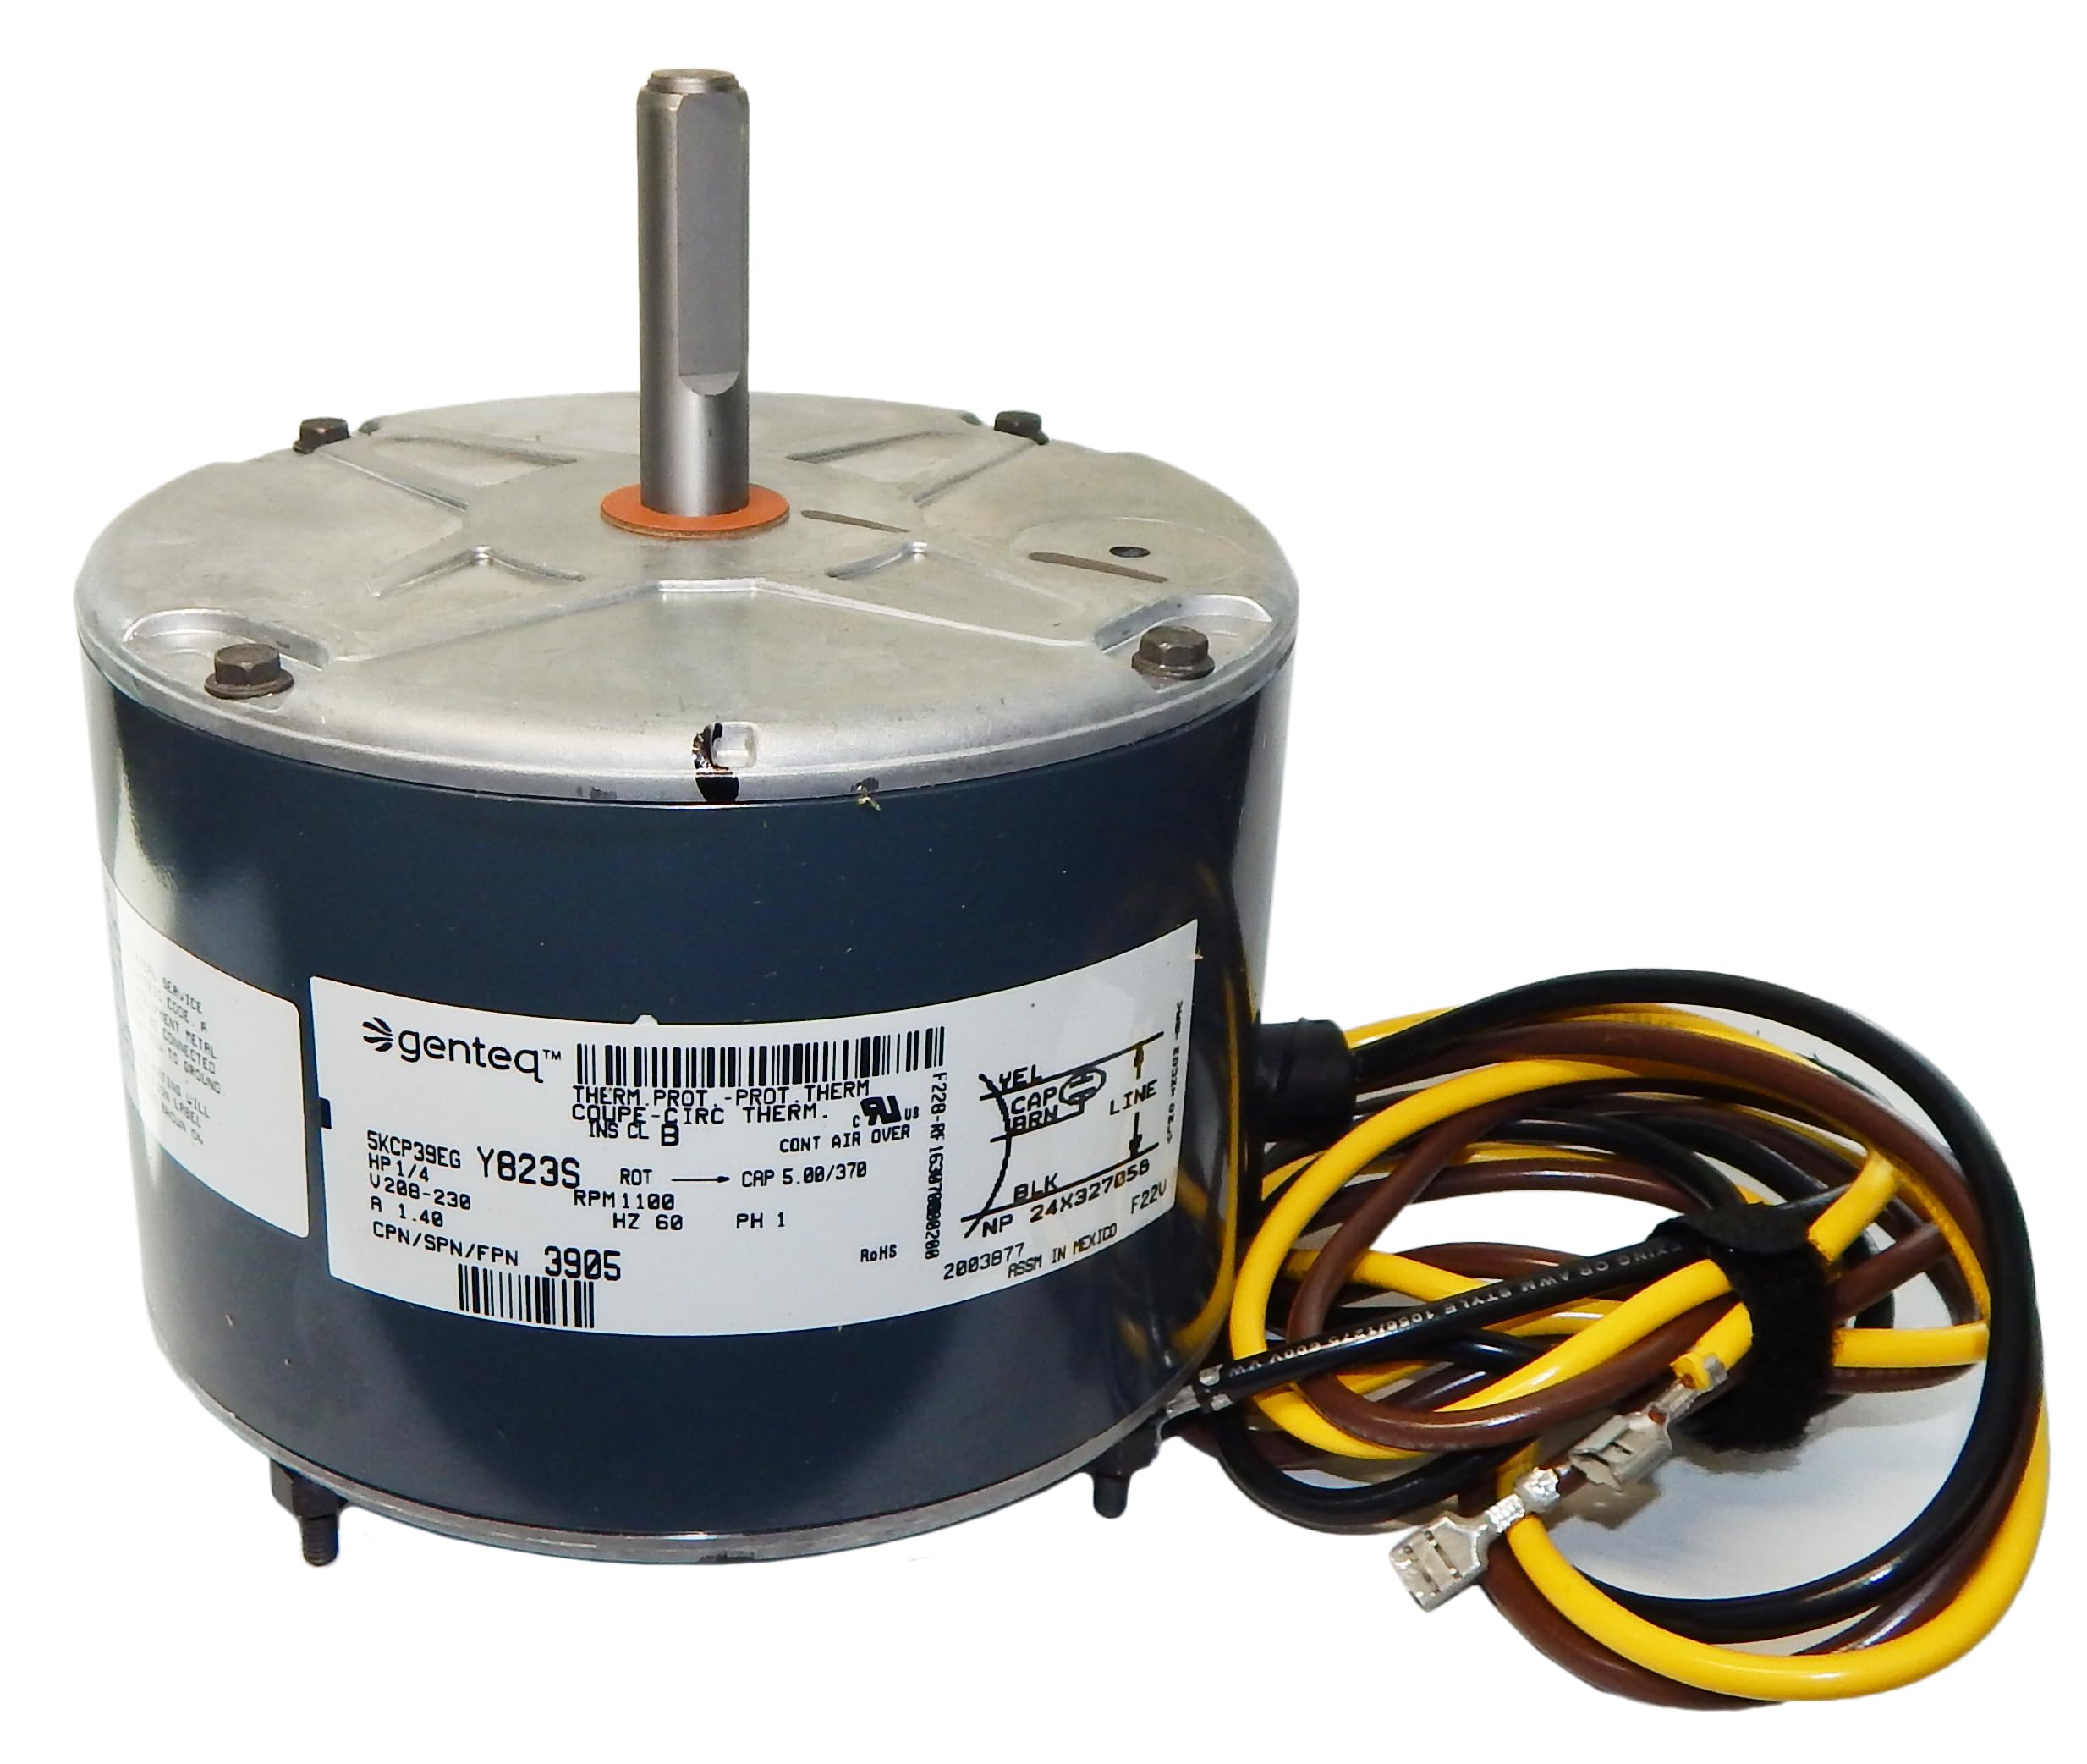 genteq™
THERM.PROT.-PROT.THERM
COUPE-CIRC THERM.
C UL US
INS CL B
CONT AIR OVER
5KCP39EG Y823S
ROT
CAP 5.00/370
HP 1/4
RPM 1100
V 208-230
HZ 60
PH 1
A 1.40
CPN/SPN/FPN 3905
RoHS
YEL
CAP
BRN
LINE
BLK
NP 24X327058
F22V
2003877
ASSM IN MEXICO
SERVICE
CODE.
METAL
CONNECTED
TO GROUND
WILL
LABEL